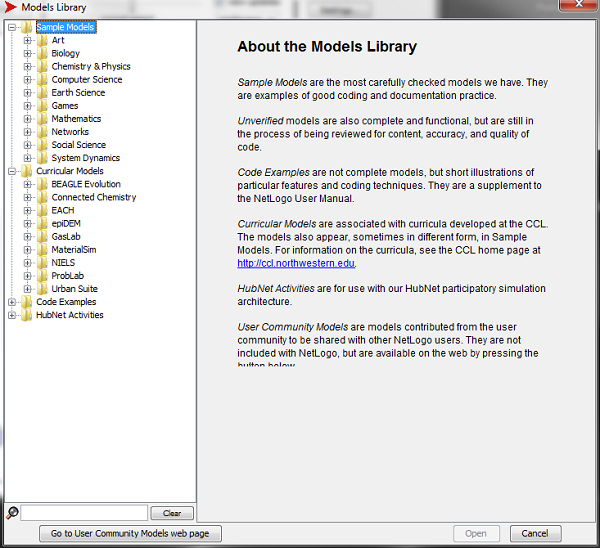 Models Library
Sample Models
Art
Biology
Chemistry & Physics
Computer Science
Earth Science
Games
Mathematics
Networks
Social Science
System Dynamics
Curricular Models
BEAGLE Evolution
Connected Chemistry
EACH
epiDEM
GasLab
MaterialSim
NIELS
ProbLab
Urban Suite
Code Examples
HubNet Activities
About the Models Library
Sample Models are the most carefully checked models we have. They
are examples of good coding and documentation practice.
Unverified models are also complete and functional, but are still in
the process of being reviewed for content, accuracy, and quality of
code.
Code Examples are not complete models, but short illustrations of
particular features and coding techniques. They are a supplement to
the NetLogo User Manual.
Curricular Models are associated with curricula developed at the CCL.
The models also appear, sometimes in different form, in Sample
Models. For information on the curricula, see the CCL home page at
http://ccl.northwestern.edu.
HubNet Activities are for use with our HubNet participatory simulation
architecture.
User Community Models are models contributed from the user
community to be shared with other NetLogo users. They are not
included with NetLogo, but are available on the web by pressing the
button below
Clear
Go to User Community Models web page
Open
Cancel